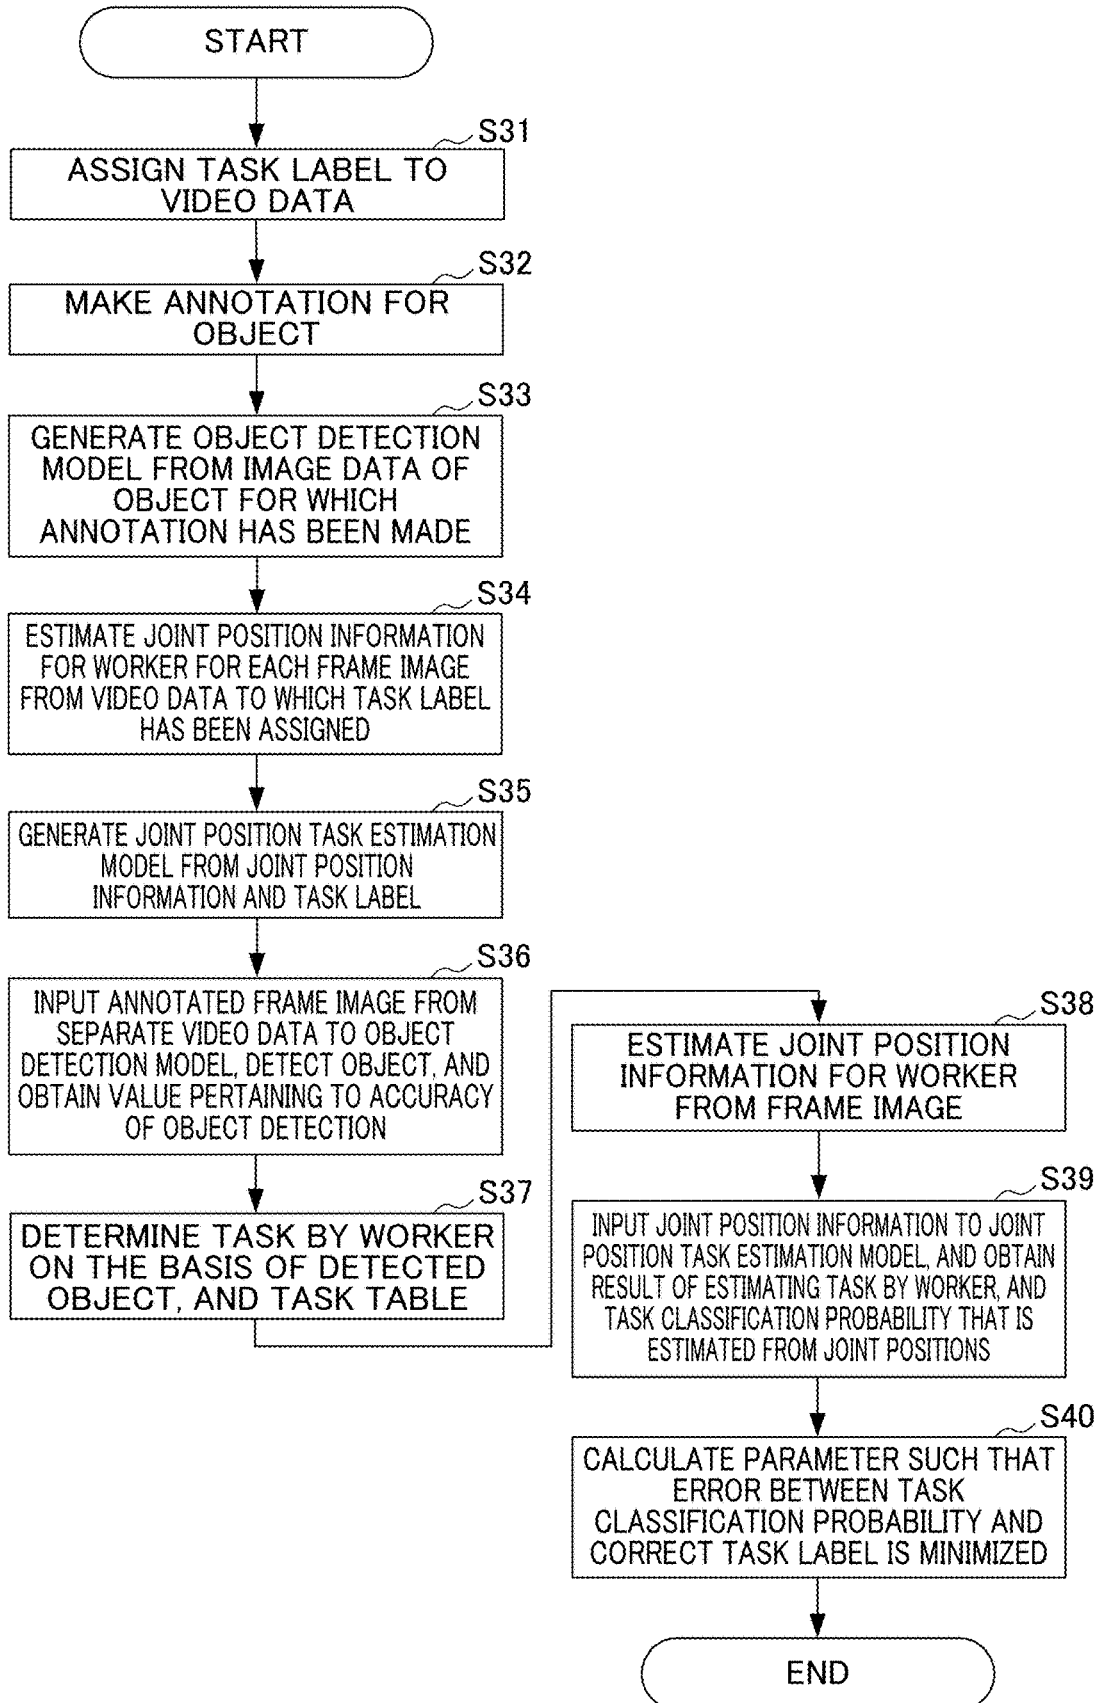 START
S31
ASSIGN TASK LABEL TO
VIDEO DATA
S32
MAKE ANNOTATION FOR
OBJECT
S33
GENERATE OBJECT DETECTION
MODEL FROM IMAGE DATA OF
OBJECT FOR WHICH
ANNOTATION HAS BEEN MADE
S34
ESTIMATE JOINT POSITION INFORMATION
FOR WORKER FOR EACH FRAME IMAGE
FROM VIDEO DATA TO WHICH TASK LABEL
HAS BEEN ASSIGNED
S35
GENERATE JOINT POSITION TASK ESTIMATION
MODEL FROM JOINT POSITION
INFORMATION AND TASK LABEL
S36
INPUT ANNOTATED FRAME IMAGE FROM
SEPARATE VIDEO DATA TO OBJECT
DETECTION MODEL, DETECT OBJECT, AND
OBTAIN VALUE PERTAINING TO ACCURACY
OF OBJECT DETECTION
S37
DETERMINE TASK BY WORKER
ON THE BASIS OF DETECTED
OBJECT, AND TASK TABLE
S38
ESTIMATE JOINT POSITION
INFORMATION FOR WORKER
FROM FRAME IMAGE
S39
INPUT JOINT POSITION INFORMATION TO JOINT
POSITION TASK ESTIMATION MODEL, AND OBTAIN
RESULT OF ESTIMATING TASK BY WORKER, AND
TASK CLASSIFICATION PROBABILITY THAT IS
ESTIMATED FROM JOINT POSITIONS
S40
CALCULATE PARAMETER SUCH THAT
ERROR BETWEEN TASK
CLASSIFICATION PROBABILITY AND
CORRECT TASK LABEL IS MINIMIZED
END